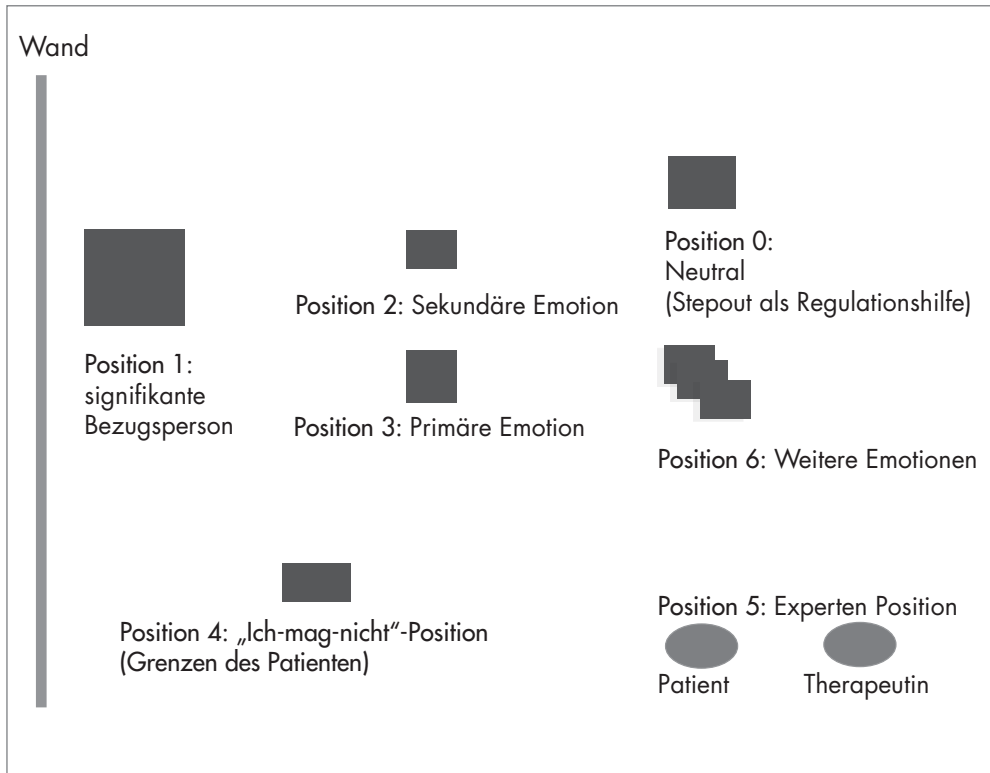 Wand
Position 0:
Neutral
(Stepout als Regulationshilfe)
Position 2: Sekundäre Emotion
Position 1:
signifikante
Bezugsperson
Position 3: Primäre Emotion
Position 6: Weitere Emotionen
Position 4: „Ich-mag-nicht“-Position
(Grenzen des Patienten)
Position 5: Experten Position
Patient
Therapeutin